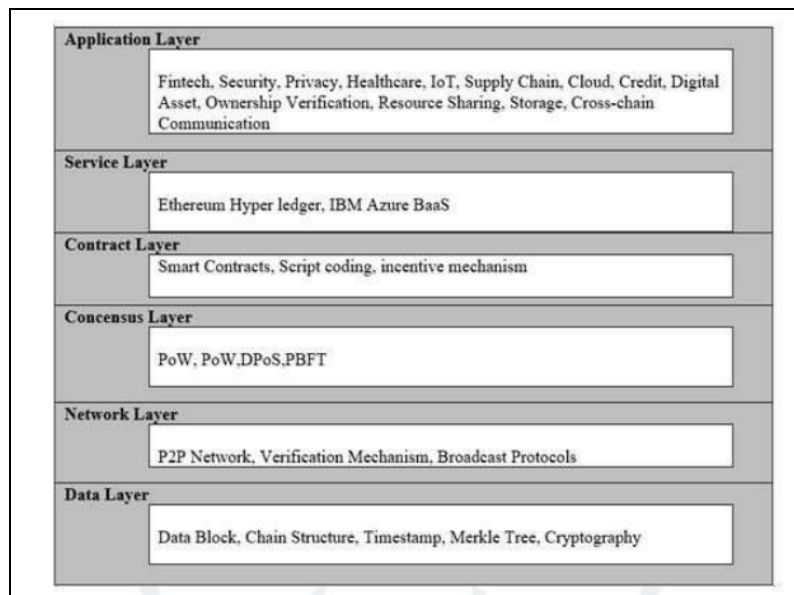 Application Layer
Fintech, Security, Privacy, Healthcare, IoT, Supply Chain, Cloud, Credit, Digital
Asset, Ownership Verification, Resource Sharing, Storage, Cross-chain
Communication
Service Layer
Ethereum Hyper ledger, IBM Azure BaaS
Contract Layer
Smart Contracts, Script coding, incentive mechanism
Concensus Layer
PoW, PoW,DPoS,PBFT
Network Layer
P2P Network, Verification Mechanism, Broadcast Protocols
Data Layer
Data Block, Chain Structure, Timestamp, Merkle Tree, Cryptography